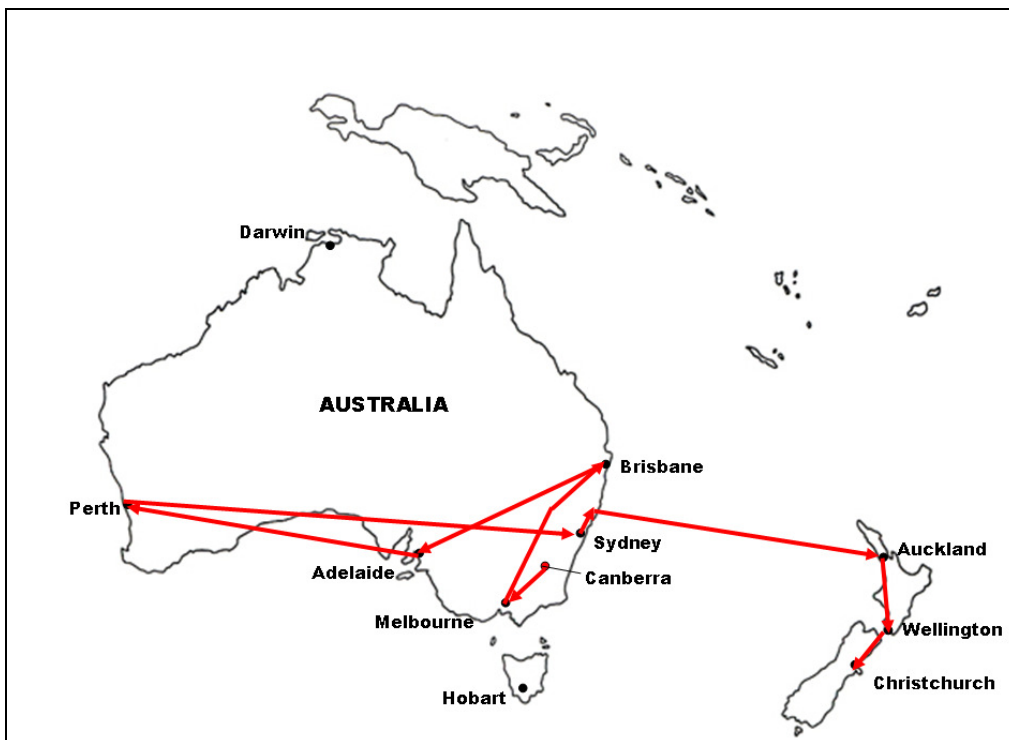 Darwin
AUSTRALIA
Brisbane
Perth
Sydney
Auckland
Adelaide
Canberra
Melbourne
Wellington
Christchurch
Hobart